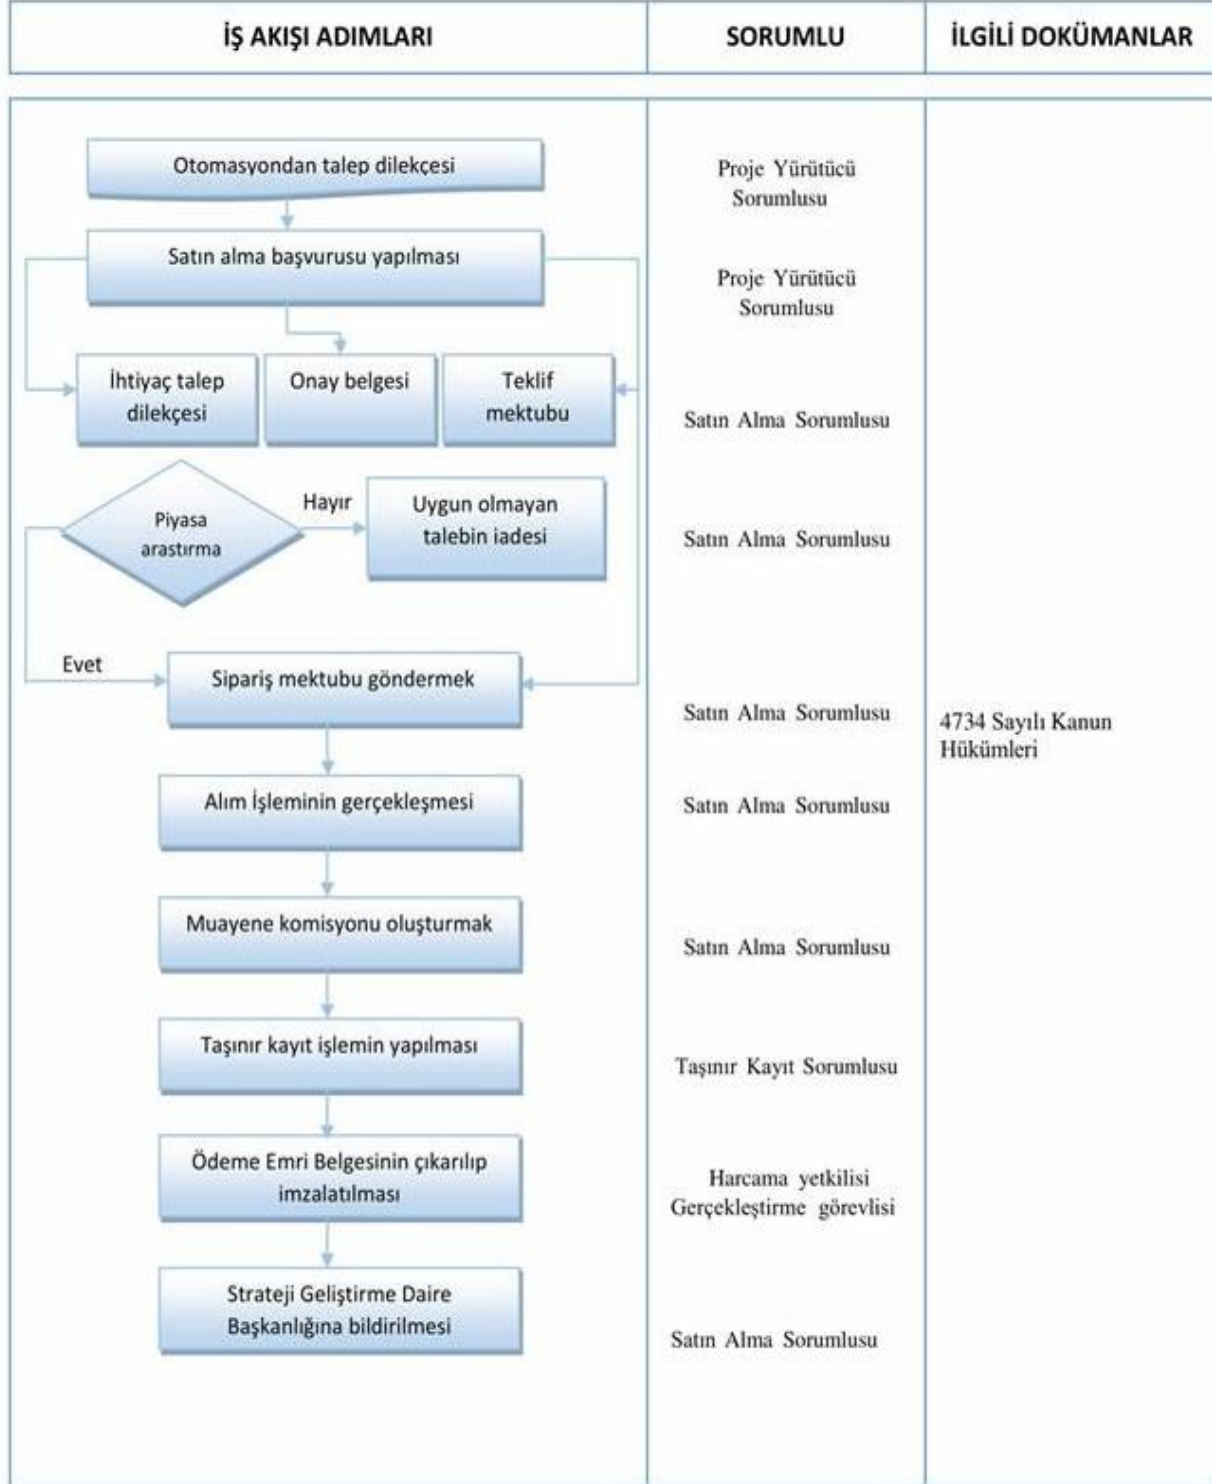 İŞ AKIŞI ADIMLARI
SORUMLU
İLGİLİ DOKÜMANLAR
Otomasyondan talep dilekçesi
Proje Yürütücü
Sorumlusu
Satın alma başvurusu yapılması
Proje Yürütücü
Sorumlusu
İhtiyaç talep
dilekçesi
Onay belgesi
Teklif
mektubu
Satın Alma Sorumlusu
Piyasa
arastırma
Hayır
Uygun olmayan
talebin iadesi
Satın Alma Sorumlusu
Evet
Sipariş mektubu göndermek
Satın Alma Sorumlusu
4734 Sayılı Kanun
Hükümleri
Alım İşleminin gerçekleşmesi
Satın Alma Sorumlusu
Muayene komisyonu oluşturmak
Satın Alma Sorumlusu
Taşınır kayıt işlemin yapılması
Taşınır Kayıt Sorumlusu
Ödeme Emri Belgesinin çıkarılıp
imzalatılması
Harcama yetkilisi
Gerçekleştirme görevlisi
Strateji Geliştirme Daire
Başkanlığına bildirilmesi
Satın Alma Sorumlusu